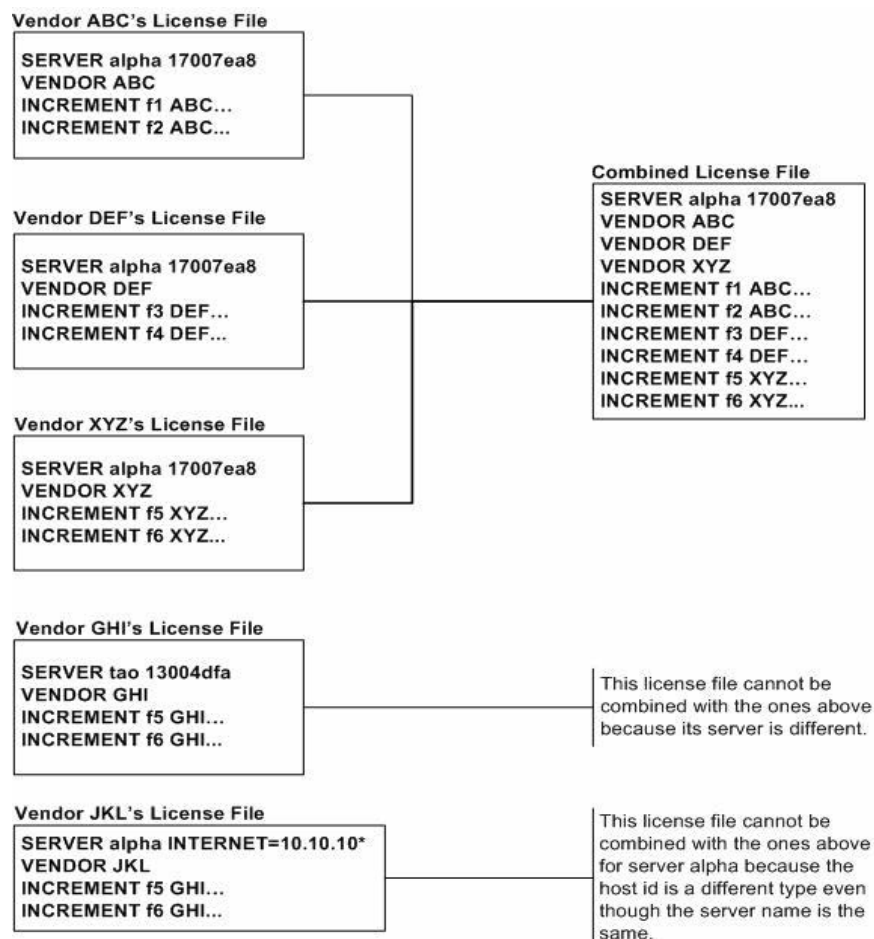 Vendor ABC's License File
SERVER alpha 17007ea8
VENDOR ABC
INCREMENT f1 ABC...
INCREMENT f2 ABC...
Vendor DEF's License File
SERVER alpha 17007ea8
VENDOR DEF
INCREMENT f3 DEF...
INCREMENT f4 DEF...
Vendor XYZ's License File
SERVER alpha 17007ea8
VENDOR XYZ
INCREMENT f5 XYZ...
INCREMENT f6 XYZ...
Combined License File
SERVER alpha 17007ea8
VENDOR ABC
VENDOR DEF
VENDOR XYZ
INCREMENT f1 ABC...
INCREMENT f2 ABC...
INCREMENT f3 DEF...
INCREMENT f4 DEF...
INCREMENT f5 XYZ...
INCREMENT f6 XYZ...
Vendor GHI's License File
SERVER tao 13004dfa
VENDOR GHI
INCREMENT f5 GHI...
INCREMENT f6 GHI...
This license file cannot be
combined with the ones above
because its server is different.
Vendor JKL's License File
SERVER alpha INTERNET=10.10.10*
VENDOR JKL
INCREMENT f5 GHI...
INCREMENT f6 GHI...
This license file cannot be
combined with the ones above
for server alpha because the
host id is a different type even
though the server name is the
same.